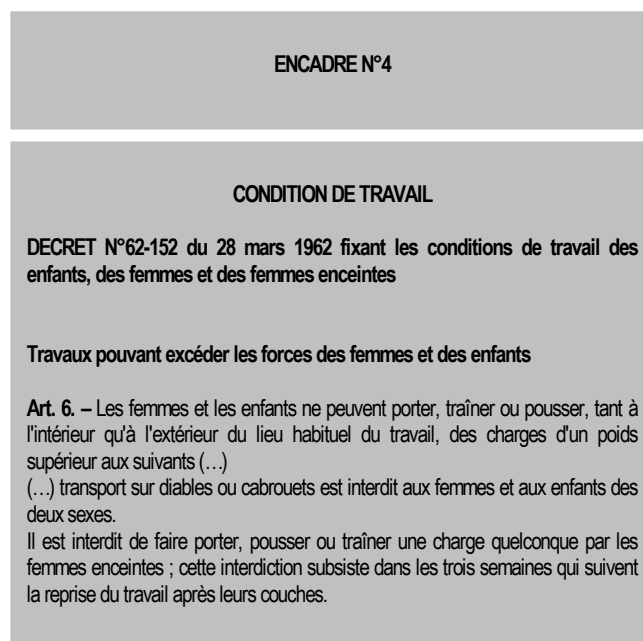 ENCADRE N°4
CONDITION DE TRAVAIL
DECRET N°62-152 du 28 mars 1962 fixant les conditions de travail des
enfants, des femmes et des femmes enceintes
Travaux pouvant excéder les forces des femmes et des enfants
Art. 6. – Les femmes et les enfants ne peuvent porter, traîner ou pousser, tant à
l'intérieur qu'à l'extérieur du lieu habituel du travail, des charges d'un poids
supérieur aux suivants (…)
(…) transport sur diables ou cabrouets est interdit aux femmes et aux enfants des
deux sexes.
Il est interdit de faire porter, pousser ou traîner une charge quelconque par les
femmes enceintes ; cette interdiction subsiste dans les trois semaines qui suivent
la reprise du travail après leurs couches.